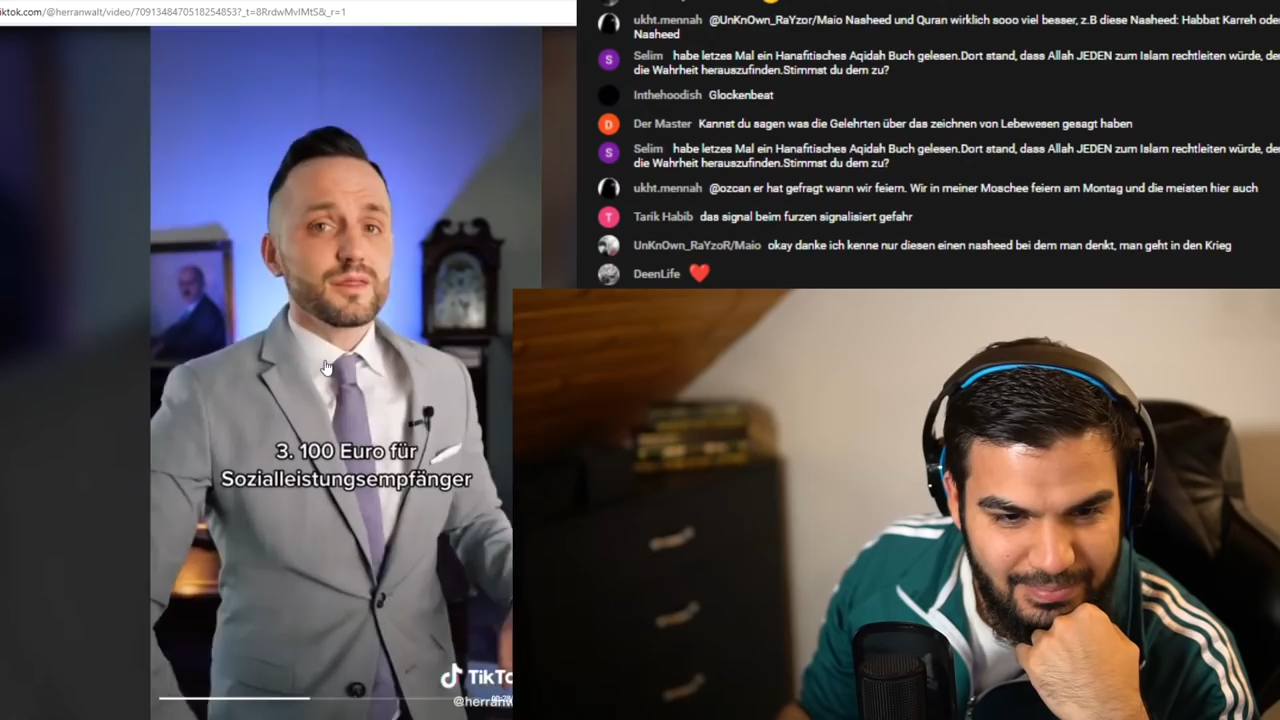 iktok.com/@herranwalt/video/7091348470518254853?_t=8RrdwMvIMtS&_r=1
ukht.mennah @UnKnOwn_RaYzor/Maio Nasheed und Quran wirklich sooo viel besser, z.B diese Nasheed: Habbat Karreh ode
Nasheed
Selim habe letzes Mal ein Hanafitisches Aqidah Buch gelesen.Dort stand, dass Allah JEDEN zum Islam rechtleiten würde, de
die Wahrheit herauszufinden.Stimmst du dem zu?
Inthehoodish Glockenbeat
Der Master Kannst du sagen was die Gelehrten über das zeichnen von Lebewesen gesagt haben
Selim habe letzes Mal ein Hanafitisches Aqidah Buch gelesen.Dort stand, dass Allah JEDEN zum Islam rechtleiten würde, de
die Wahrheit herauszufinden.Stimmst du dem zu?
ukht.mennah @ozcan er hat gefragt wann wir feiern. Wir in meiner Moschee feiern am Montag und die meisten hier auch
Tarik Habib das signal beim furzen signalisiert gefahr
UnKnOwn_RaYzoR/Maio okay danke ich kenne nur diesen einen nasheed bei dem man denkt, man geht in den Krieg
DeenLife ❤️
3. 100 Euro für
Sozialleistungsempfänger
TikTo
@herranw